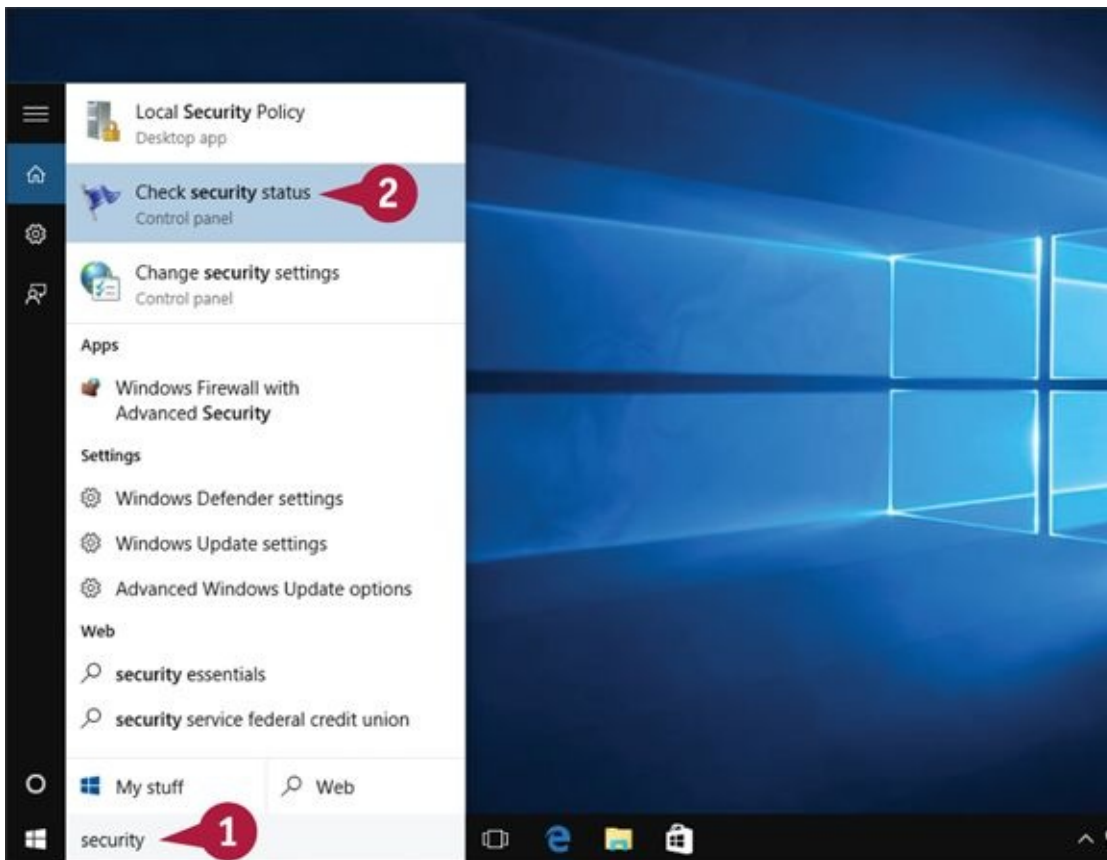 Local Security Policy
Desktop app
Check security status
2
Control panel
Change security settings
Control panel
Apps
Windows Firewall with
Advanced Security
Settings
Windows Defender settings
Windows Update settings
Advanced Windows Update options
Web
security essentials
security service federal credit union
My stuff
Web
security
1